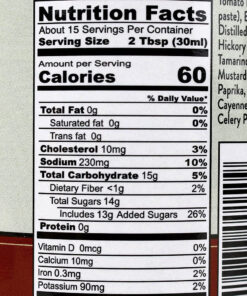 Nutrition Facts
About 15 Servings Per Container
Serving Size 2 Tbsp (30ml)
Amount per Serving
Calories 60
% Daily Value*
Total Fat 0g 0%
Saturated fat 0g 0%
Trans fat 0g
Cholesterol 10mg 3%
Sodium 230mg 10%
Total Carbohydrate 15g 5%
Dietary Fiber <1g 2%
Total Sugars 14g
Includes 13g Added Sugars 26%
Protein 0g
Vitamin D 0mcg 0%
Calcium 10mg 0%
Iron 0.3mg 2%
Potassium 90mg 2%
Tomato
paste),
Distilled
Hickory
Tamarin
Mustard
Paprika,
Cayenne
Celery P